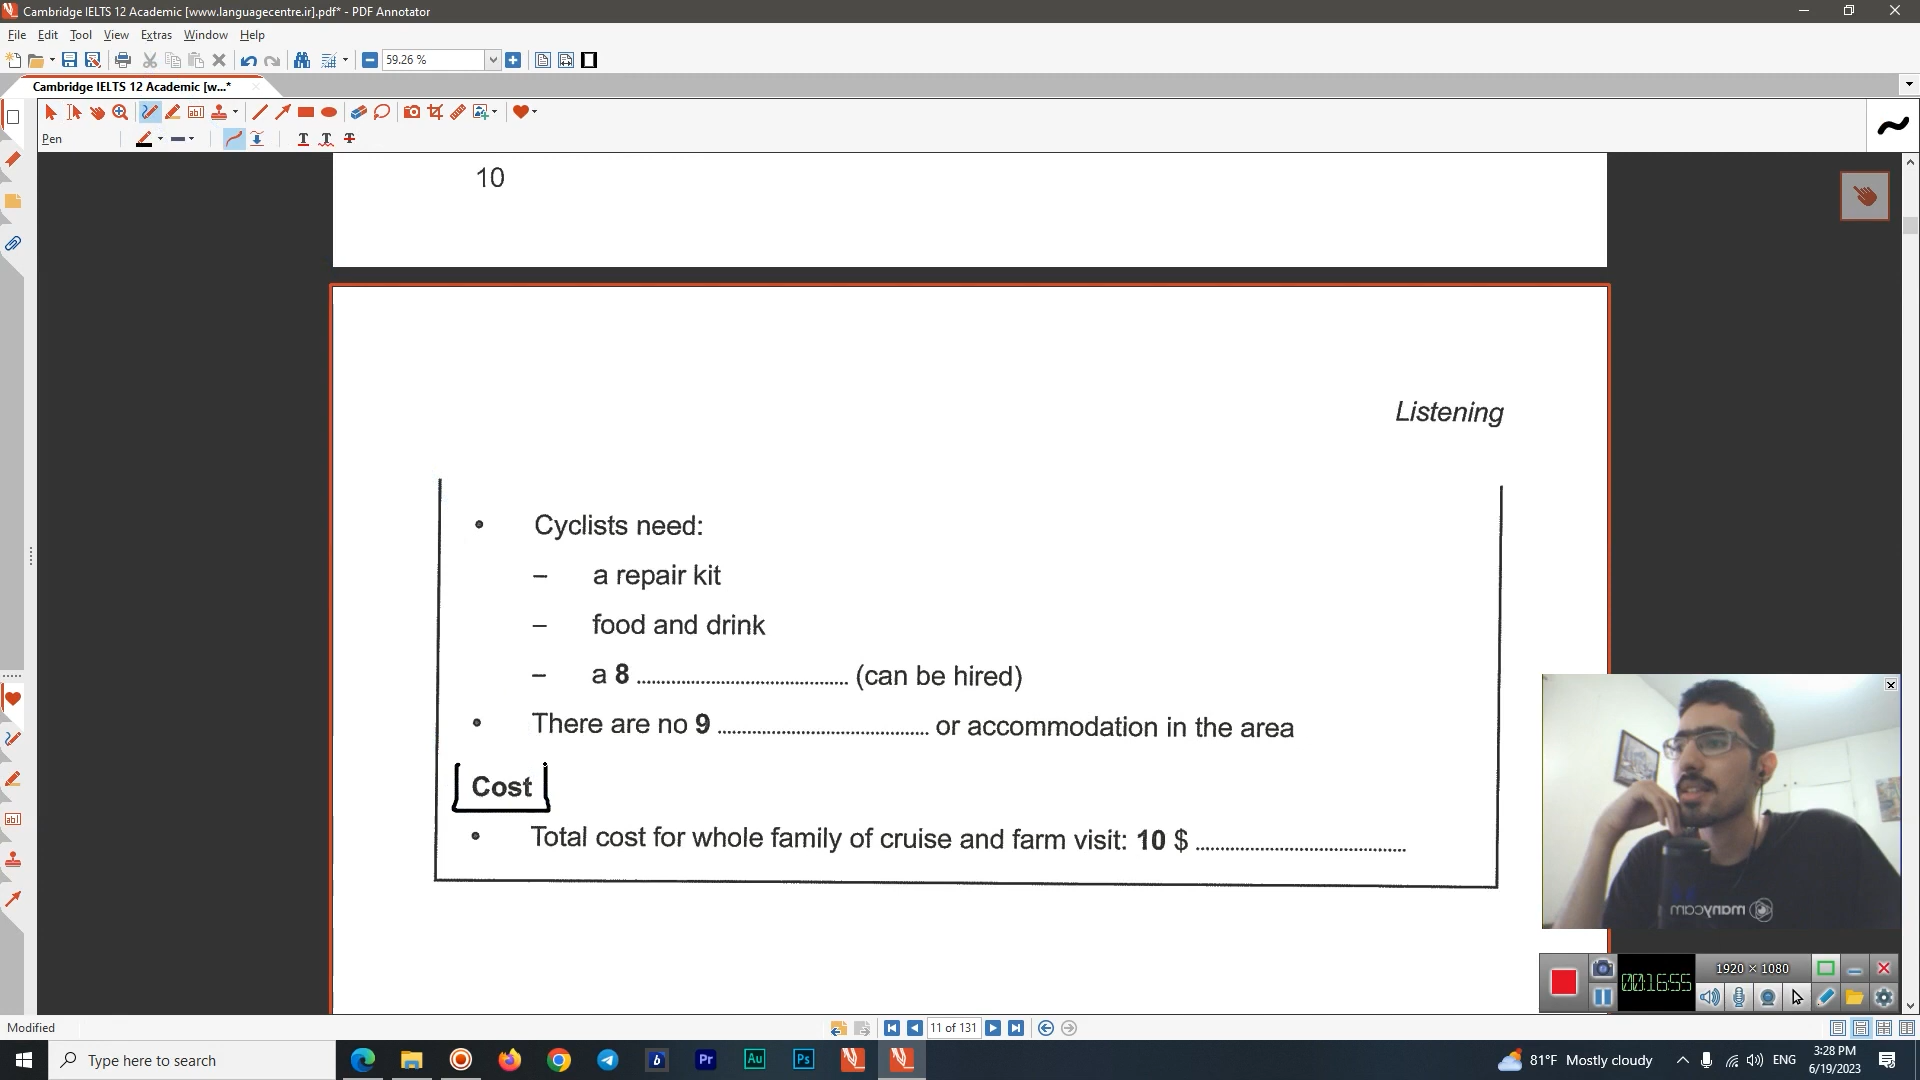 Cambridge IELTS 12 Academic [www.languagecentre.ir].pdf* - PDF Annotator
File Edit Tool View Extras Window Help
59.26 %
Cambridge IELTS 12 Academic [w...*
Pen
10
Listening
• Cyclists need:
– a repair kit
– food and drink
– a 8 .................................... (can be hired)
• There are no 9 .................................... or accommodation in the area
Cost
• Total cost for whole family of cruise and farm visit: 10 $ ....................................
manycam
1920 × 1080
00:16:55
Modified
11 of 131
Type here to search
b
Pr
Au
Ps
81°F Mostly cloudy
ENG
3:28 PM
6/19/2023